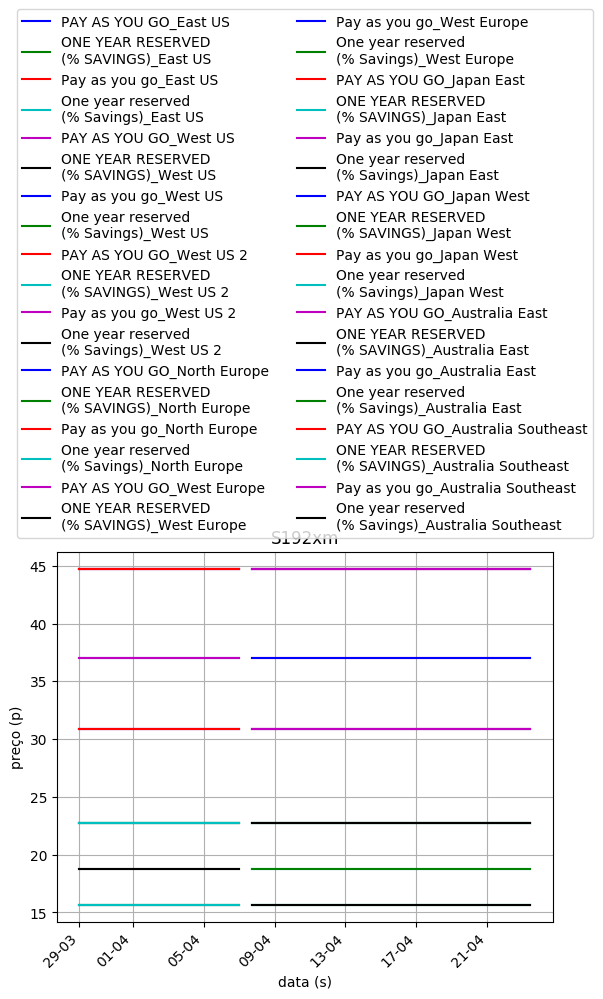 PAY AS YOU GO_East US
ONE YEAR RESERVED
(% SAVINGS)_East US
Pay as you go_East US
One year reserved
(% Savings)_East US
PAY AS YOU GO_West US
ONE YEAR RESERVED
(% SAVINGS)_West US
Pay as you go_West US
One year reserved
(% Savings)_West US
PAY AS YOU GO_West US 2
ONE YEAR RESERVED
(% SAVINGS)_West US 2
Pay as you go_West US 2
One year reserved
(% Savings)_West US 2
PAY AS YOU GO_North Europe
ONE YEAR RESERVED
(% SAVINGS)_North Europe
Pay as you go_North Europe
One year reserved
(% Savings)_North Europe
PAY AS YOU GO_West Europe
ONE YEAR RESERVED
(% SAVINGS)_West Europe
Pay as you go_West Europe
One year reserved
(% Savings)_West Europe
PAY AS YOU GO_Japan East
ONE YEAR RESERVED
(% SAVINGS)_Japan East
Pay as you go_Japan East
One year reserved
(% Savings)_Japan East
PAY AS YOU GO_Japan West
ONE YEAR RESERVED
(% SAVINGS)_Japan West
Pay as you go_Japan West
One year reserved
(% Savings)_Japan West
PAY AS YOU GO_Australia East
ONE YEAR RESERVED
(% SAVINGS)_Australia East
Pay as you go_Australia East
One year reserved
(% Savings)_Australia East
PAY AS YOU GO_Australia Southeast
ONE YEAR RESERVED
(% SAVINGS)_Australia Southeast
Pay as you go_Australia Southeast
One year reserved
(% Savings)_Australia Southeast
S192xm
45
40
35
30
25
20
15
preço (p)
29-03
01-04
05-04
09-04
13-04
17-04
21-04
data (s)